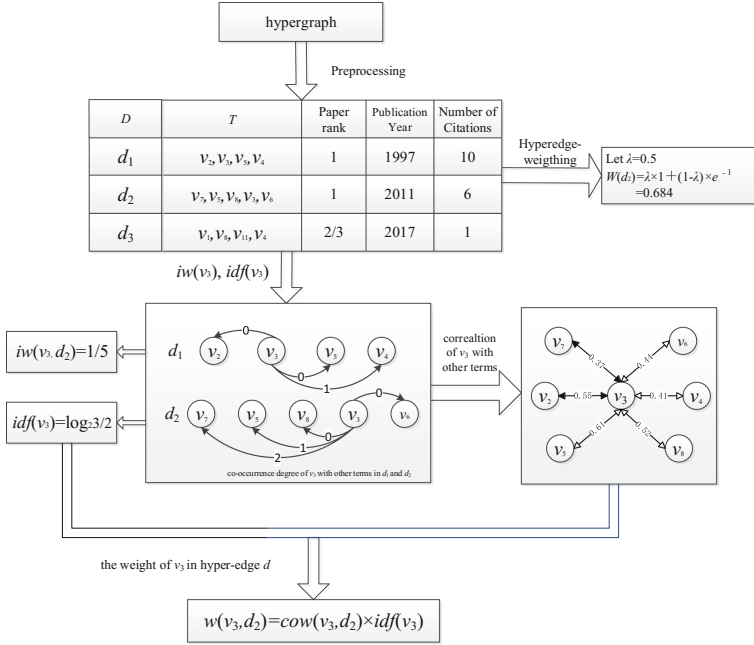 hypergraph
Preprocessing
D T Paper rank Publication Year Number of Citations
d1 v2,v3,v5,v4 1 1997 10
d2 v7,v5,v8,v3,v6 1 2011 6
d3 v1,v8,v11,v4 2/3 2017 1
Hyperedge-
weigthing
Let λ=0.5
W(d2)=λ×1+(1-λ)×e⁻¹
=0.684
iw(v3), idf(v3)
iw(v3, d2)=1/5
idf(v3)=log23/2
d1 v2 v3 v5 v4
0
0
1
d2 v7 v5 v8 v3 v6
0
0
1
2
co-occurrence degree of v3 with other terms in d1 and d2
correaltion
of v3 with
other terms
v7 v6
0.37 0.44
v2 0.55 v3 0.41 v4
0.61 0.52
v5 v8
the weight of v3 in hyper-edge d
w(v3,d2)=cow(v3,d2)×idf(v3)